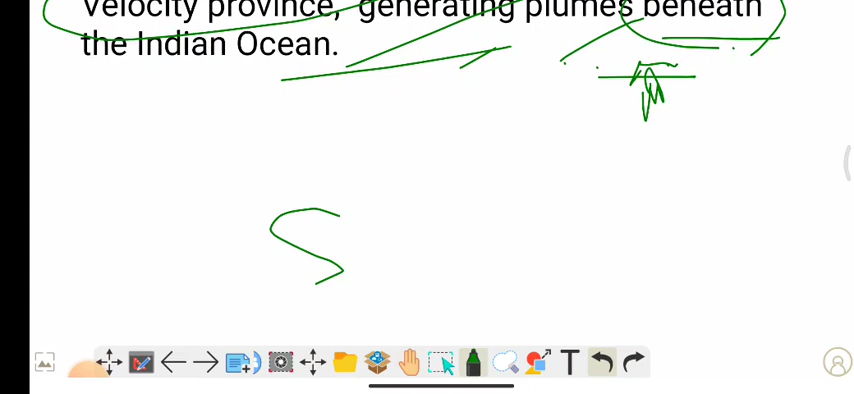 Velocity province, generating plumes beneath
the Indian Ocean.
S
T